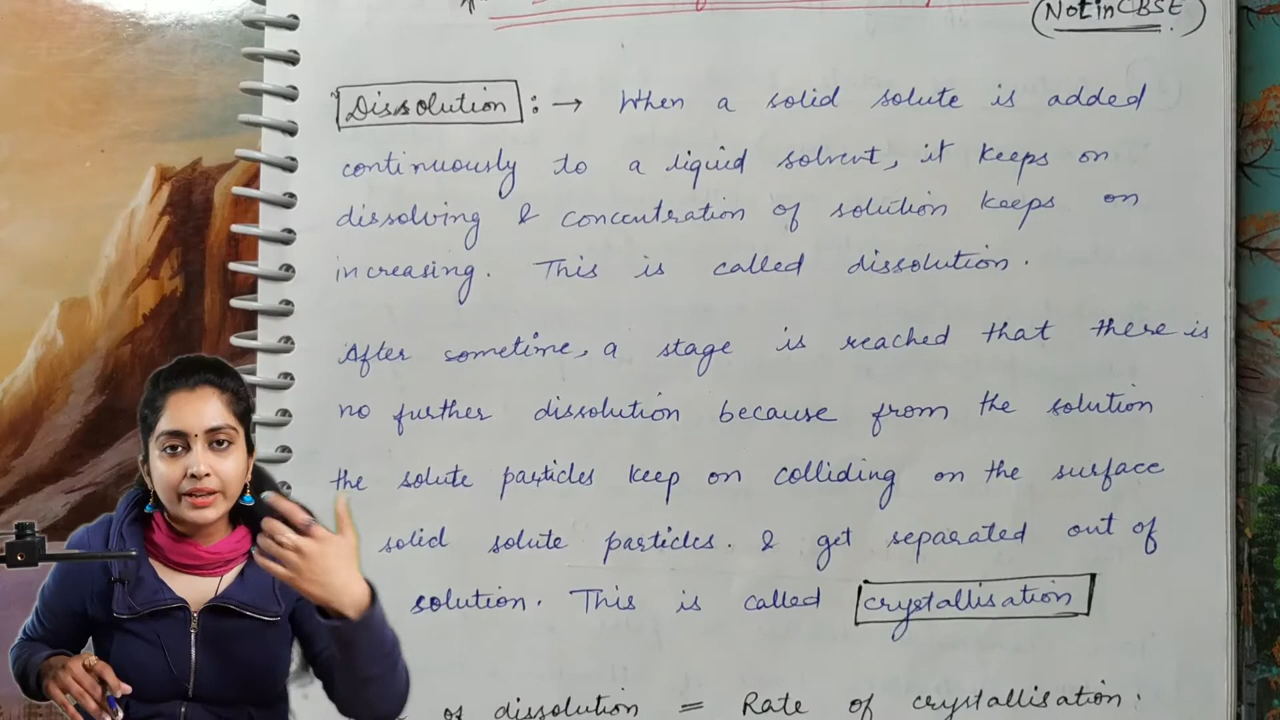 (Not in CBSE)
Dissolution : → When a solid solute is added
continuously to a liquid solvent, it keeps on
dissolving & concentration of solution keeps on
increasing. This is called dissolution.
After sometime, a stage is reached that there is
no further dissolution because from the solution
the solute particles keep on colliding on the surface
solid solute particles. & get separated out of
solution. This is called crystallisation
of dissolution = Rate of crystallisation.